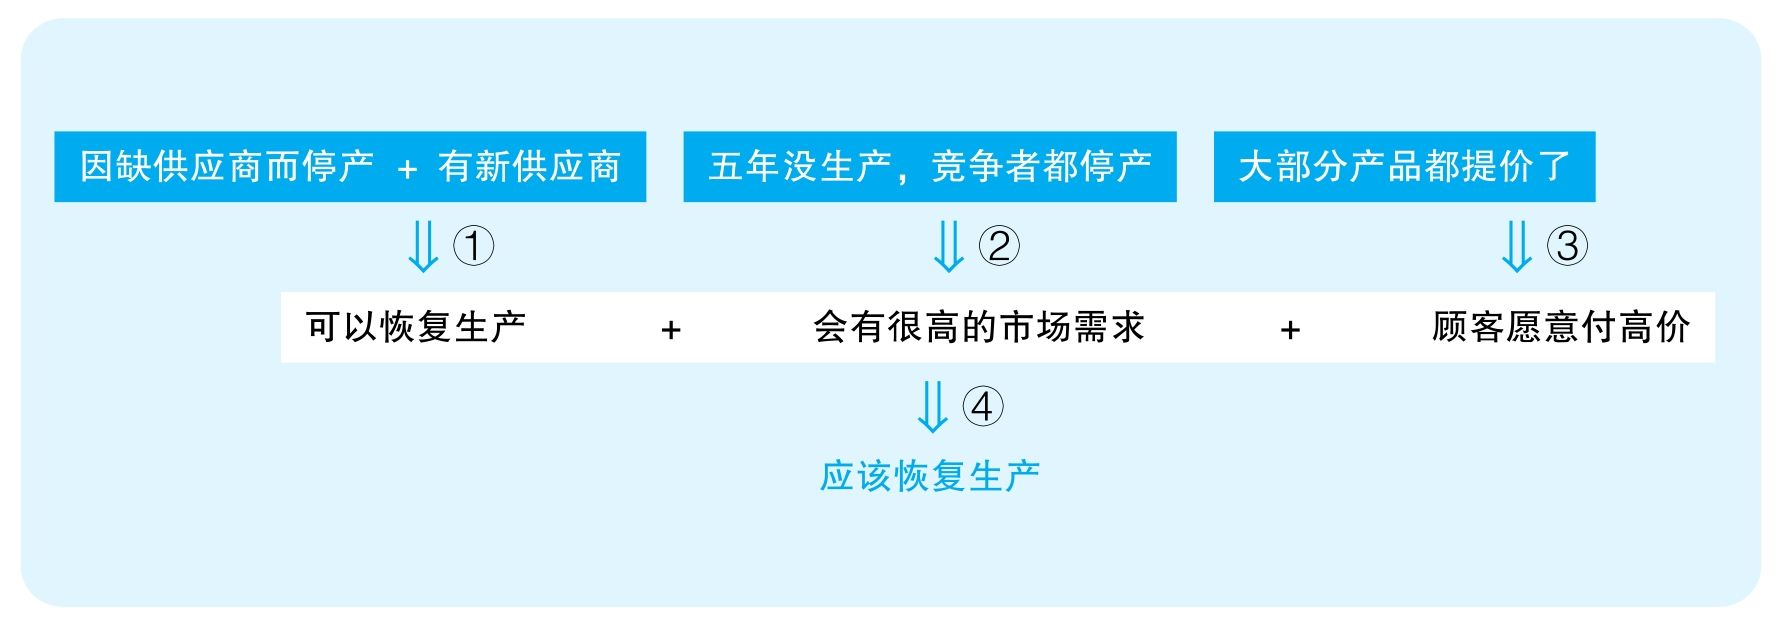 因缺供应商而停产 + 有新供应商
五年没生产，竞争者都停产
大部分产品都提价了
⇓ ①
⇓ ②
⇓ ③
可以恢复生产 + 会有很高的市场需求 + 顾客愿意付高价
⇓ ④
应该恢复生产